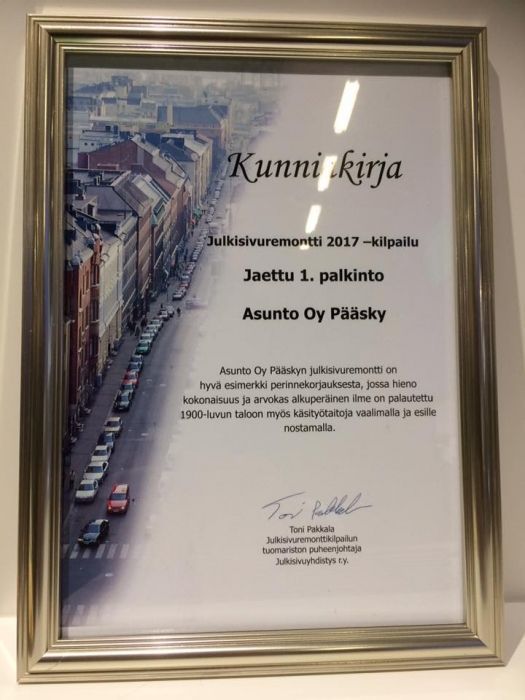 Kunniakirja
Julkisivuremontti 2017 –kilpailu
Jaettu 1. palkinto
Asunto Oy Pääsky
Asunto Oy Pääskyn julkisivuremontti on
hyvä esimerkki perinnekorjauksesta, jossa hieno
kokonaisuus ja arvokas alkuperäinen ilme on palautettu
1900-luvun taloon myös käsityötaitoja vaalimalla ja esille
nostamalla.
Toni Pakkala
Toni Pakkala
Julkisivuremonttikilpailun
tuomariston puheenjohtaja
Julkisivuyhdistys r.y.